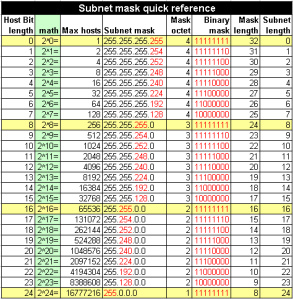 Subnet mask quick reference
Host Bit length math Max hosts Subnet mask Mask octet Binary mask Mask length Subnet length
0 2^0= 1 255.255.255.255 4 11111111 32 0
1 2^1= 2 255.255.255.254 4 11111110 31 1
2 2^2= 4 255.255.255.252 4 11111100 30 2
3 2^3= 8 255.255.255.248 4 11111000 29 3
4 2^4= 16 255.255.255.240 4 11110000 28 4
5 2^5= 32 255.255.255.224 4 11100000 27 5
6 2^6= 64 255.255.255.192 4 11000000 26 6
7 2^7= 128 255.255.255.128 4 10000000 25 7
8 2^8= 256 255.255.255.0 3 11111111 24 8
9 2^9= 512 255.255.254.0 3 11111110 23 9
10 2^10= 1024 255.255.252.0 3 11111100 22 10
11 2^11= 2048 255.255.248.0 3 11111000 21 11
12 2^12= 4096 255.255.240.0 3 11110000 20 12
13 2^13= 8192 255.255.224.0 3 11100000 19 13
14 2^14= 16384 255.255.192.0 3 11000000 18 14
15 2^15= 32768 255.255.128.0 3 10000000 17 15
16 2^16= 65536 255.255.0.0 2 11111111 16 16
17 2^17= 131072 255.254.0.0 2 11111110 15 17
18 2^18= 262144 255.252.0.0 2 11111100 14 18
19 2^19= 524288 255.248.0.0 2 11111000 13 19
20 2^20= 1048576 255.240.0.0 2 11110000 12 20
21 2^21= 2097152 255.224.0.0 2 11100000 11 21
22 2^22= 4194304 255.192.0.0 2 11000000 10 22
23 2^23= 8388608 255.128.0.0 2 10000000 9 23
24 2^24= 16777216 255.0.0.0 1 11111111 8 24